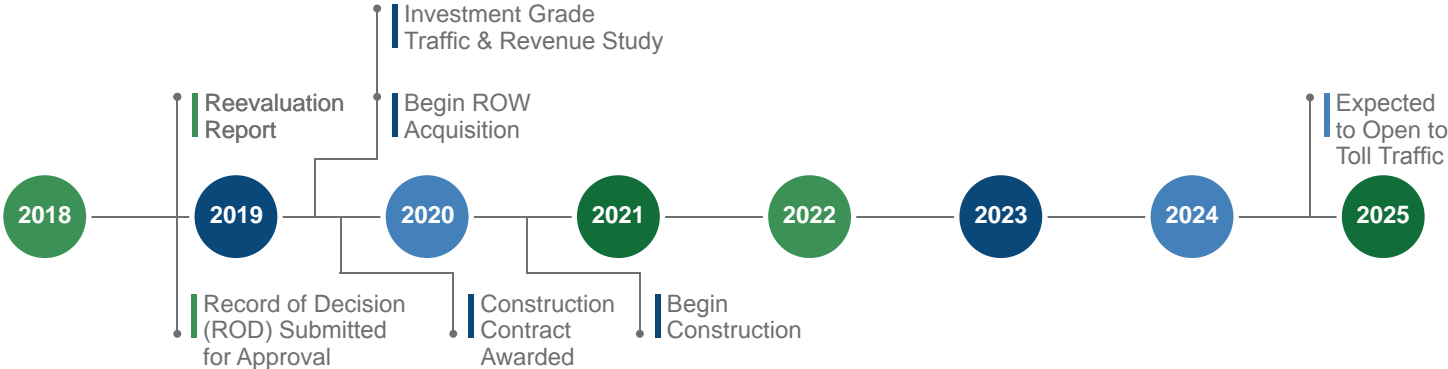 Investment Grade
Traffic & Revenue Study
Reevaluation
Report
Begin ROW
Acquisition
Expected
to Open to
Toll Traffic
2018
2019
2020
2021
2022
2023
2024
2025
Record of Decision
(ROD) Submitted
for Approval
Construction
Contract
Awarded
Begin
Construction